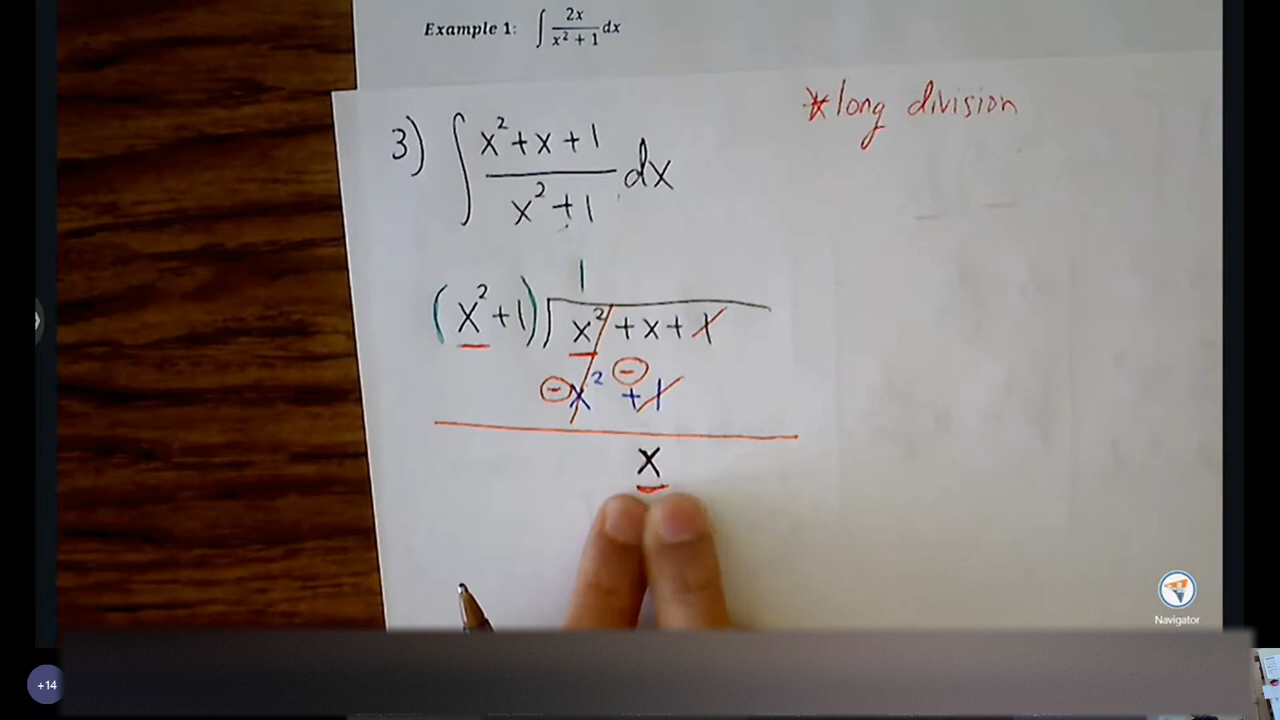 Example 1: ∫ 2x / x² + 1 dx
*long division
3) ∫ x² + x + 1 / x² + 1 dx
1
(x² + 1) x² + x + 1
⊖x² ⊖+1
x
Navigator
+14